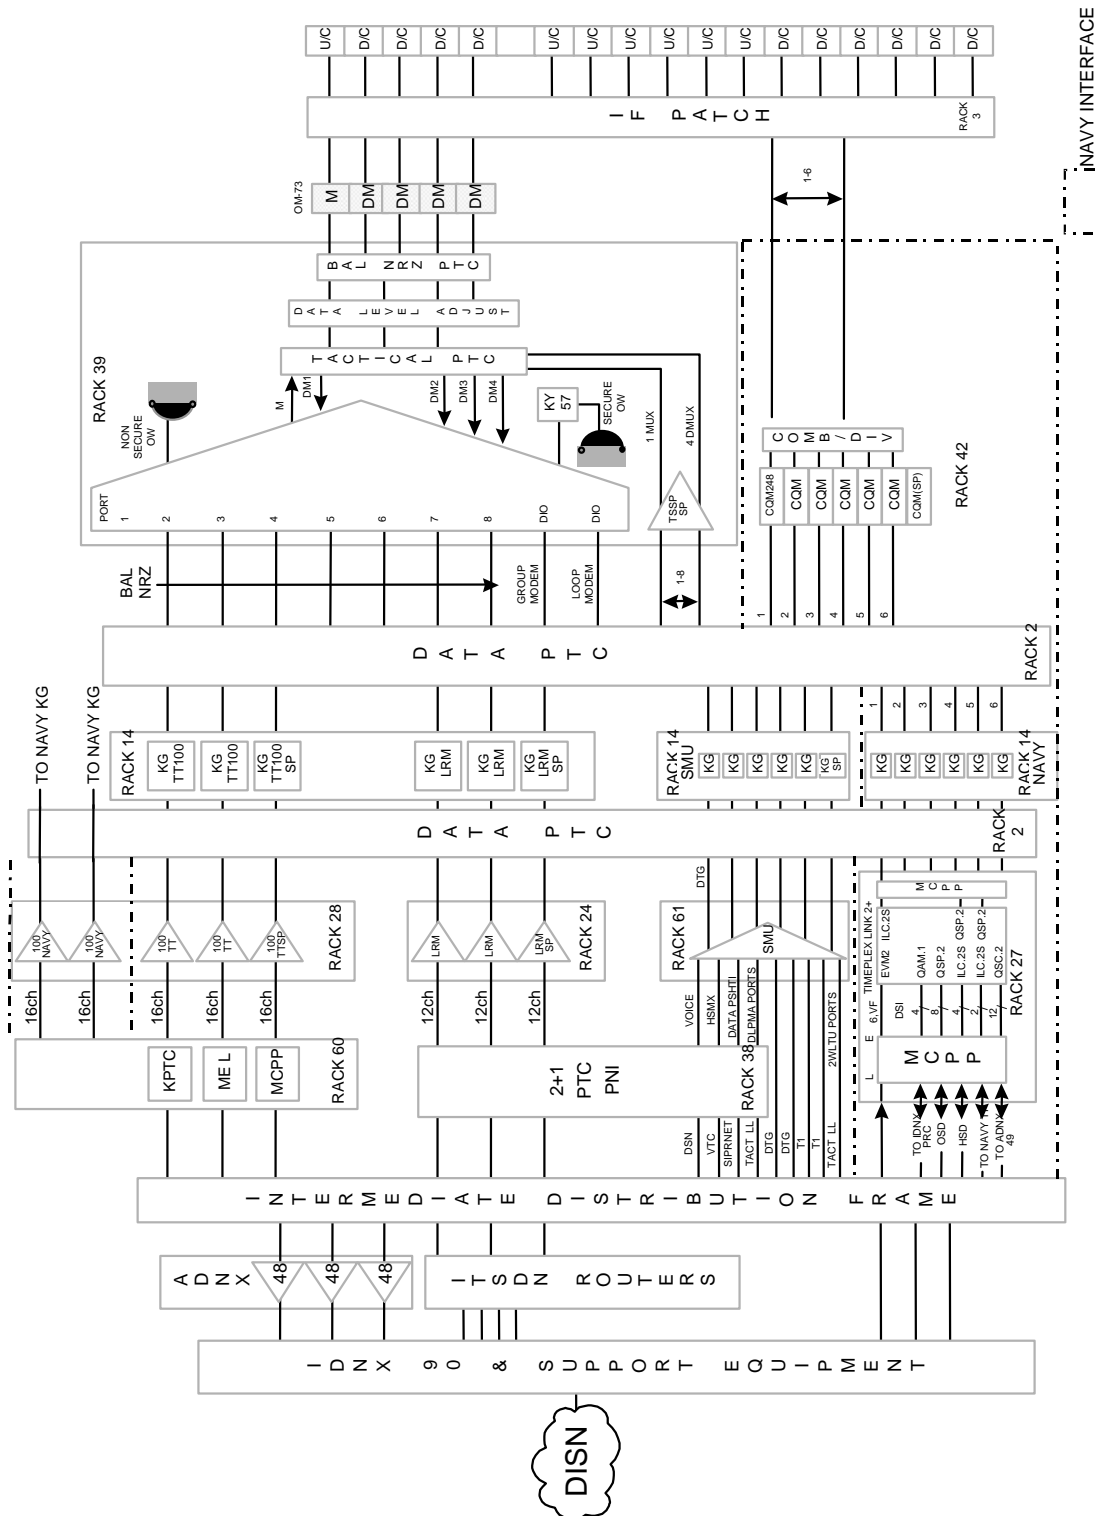 U/C
D/C
D/C
D/C
D/C
U/C
U/C
U/C
U/C
U/C
U/C
D/C
D/C
D/C
D/C
D/C
D/C
NAVY INTERFACE
IF PATCH
RACK
3
OM-73
M
DM
DM
DM
DM
1-6
BAL NRZ PTC
DATA LEVEL ADJUST
TACTICAL PTC
RACK 39
NON
SECURE
OW
M
DM1
DM2
DM3
DM4
KY
57
SECURE
OW
1 MUX
4 DMUX
PORT
1
2
3
4
5
6
7
8
DIO
DIO
TSSP
SP
COMB/DIV
CQM248
CQM
CQM
CQM
CQM
CQM
CQM(SP)
RACK 42
BAL
NRZ
GROUP
MODEM
LOOP
MODEM
1-8
1
2
3
4
5
6
DATA PTC
RACK 2
TO NAVY KG
TO NAVY KG
RACK 14
KG
TT100
KG
TT100
KG
TT100
SP
KG
LRM
KG
LRM
KG
LRM
SP
RACK 14
SMU
KG
KG
KG
KG
KG
KG
SP
1
2
3
4
5
6
KG
KG
KG
KG
KG
KG
RACK 14
NAVY
DATA PTC
RACK
2
100
NAVY
100
NAVY
100
TT
100
TT
100
TTSP
RACK 28
LRM
LRM
LRM
SP
RACK 24
DTG
RACK 61
SMU
MCPP
TIMEPLEX LINK 2+
EVM2 ILC.2S
QAM.1
QSP.2
ILC.2S QSP.2
ILC.2S QSP.2
QSC.2
RACK 27
16ch
16ch
16ch
16ch
16ch
12ch
12ch
12ch
VOICE
HSMX
DATA PSHTI
DLPMA PORTS
2WLTU PORTS
6,VF
DSI
4
8
4
2
12
L E
MCPP
KPTC
ME L
MCPP
RACK 60
2+1
PTC
PNI
RACK 38
DSN
VTC
SIPRNET
TACT LL
DTG
DTG
T1
T1
TACT LL
TO IDNX
PRC
OSD
HSD
TO NAVY
TO ADNX
49
INTERMEDIATE DISTRIBUTION FRAME
ADNX
48
48
48
ITSDN ROUTERS
IDNX 90 & SUPPORT EQUIPMENT
DISN